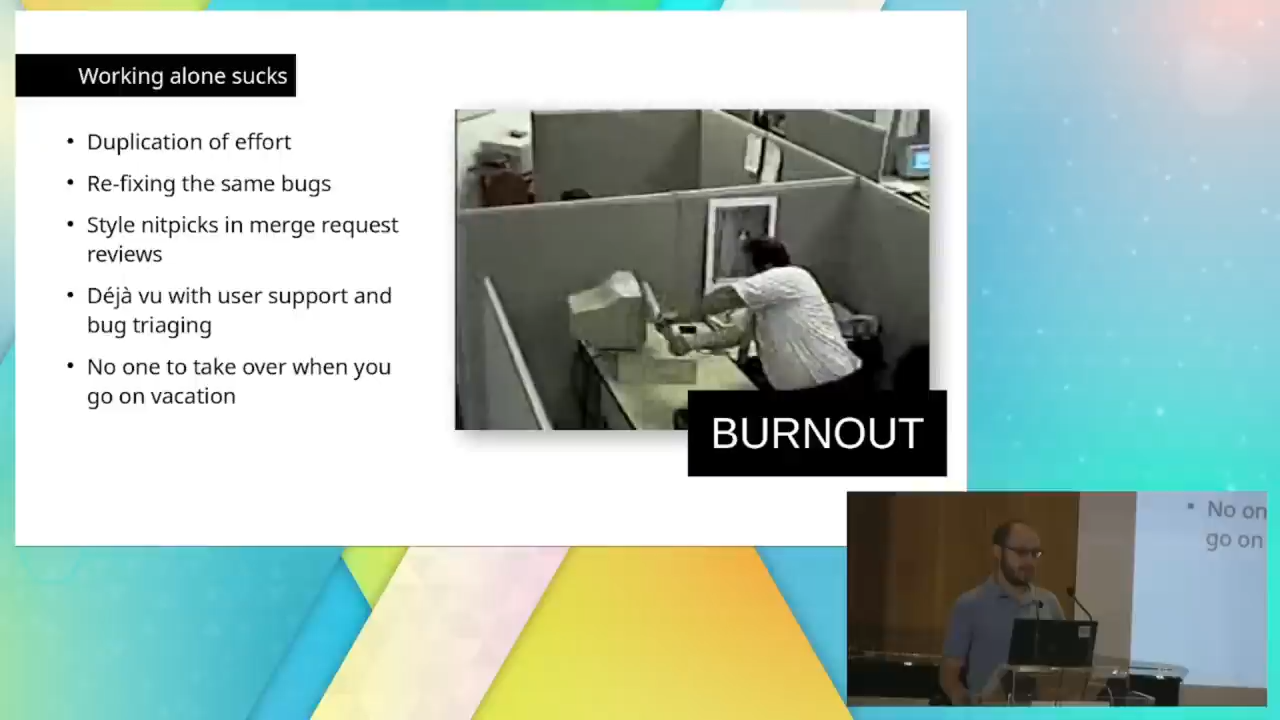 Working alone sucks
• Duplication of effort
• Re-fixing the same bugs
• Style nitpicks in merge request
reviews
• Déjà vu with user support and
bug triaging
• No one to take over when you
go on vacation
BURNOUT
• No on
go on